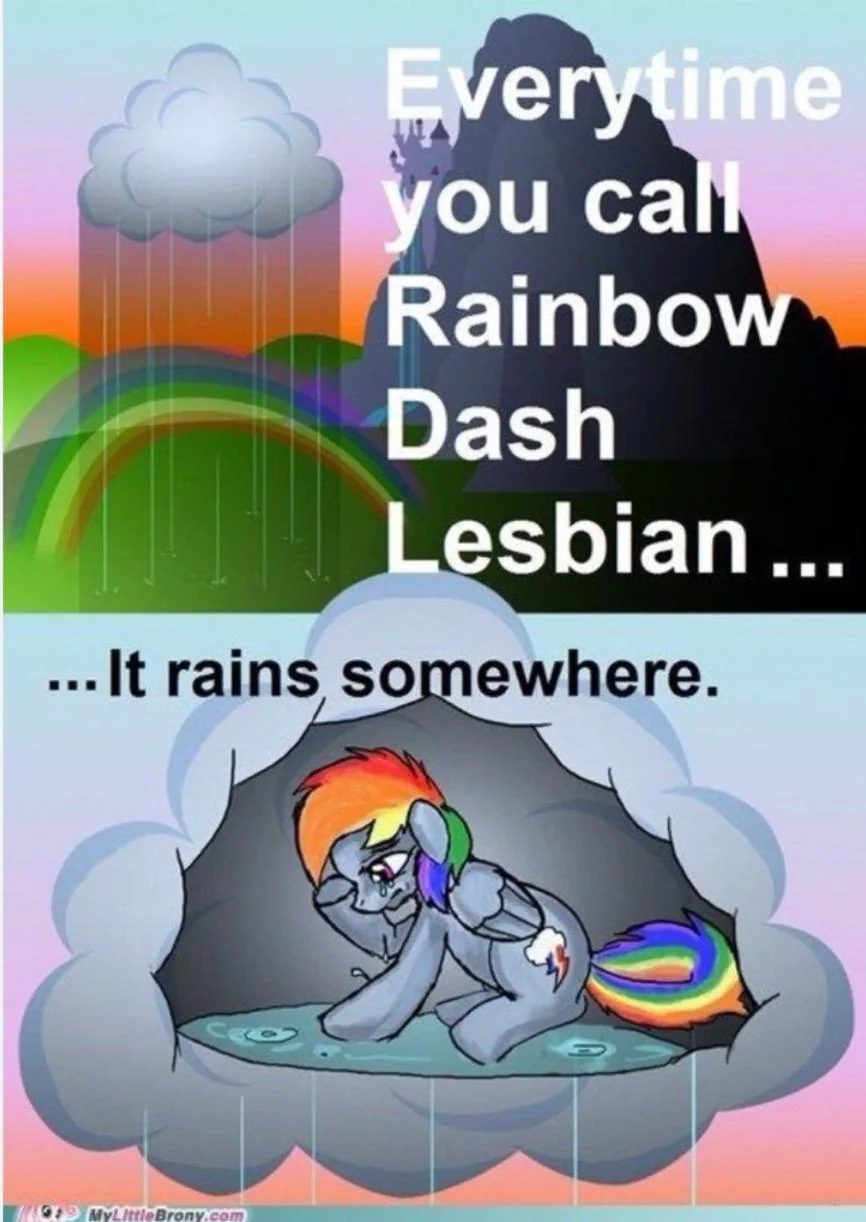 Everytime
you call
Rainbow
Dash
Lesbian ...
...It rains somewhere.
MyLittleBrony.com